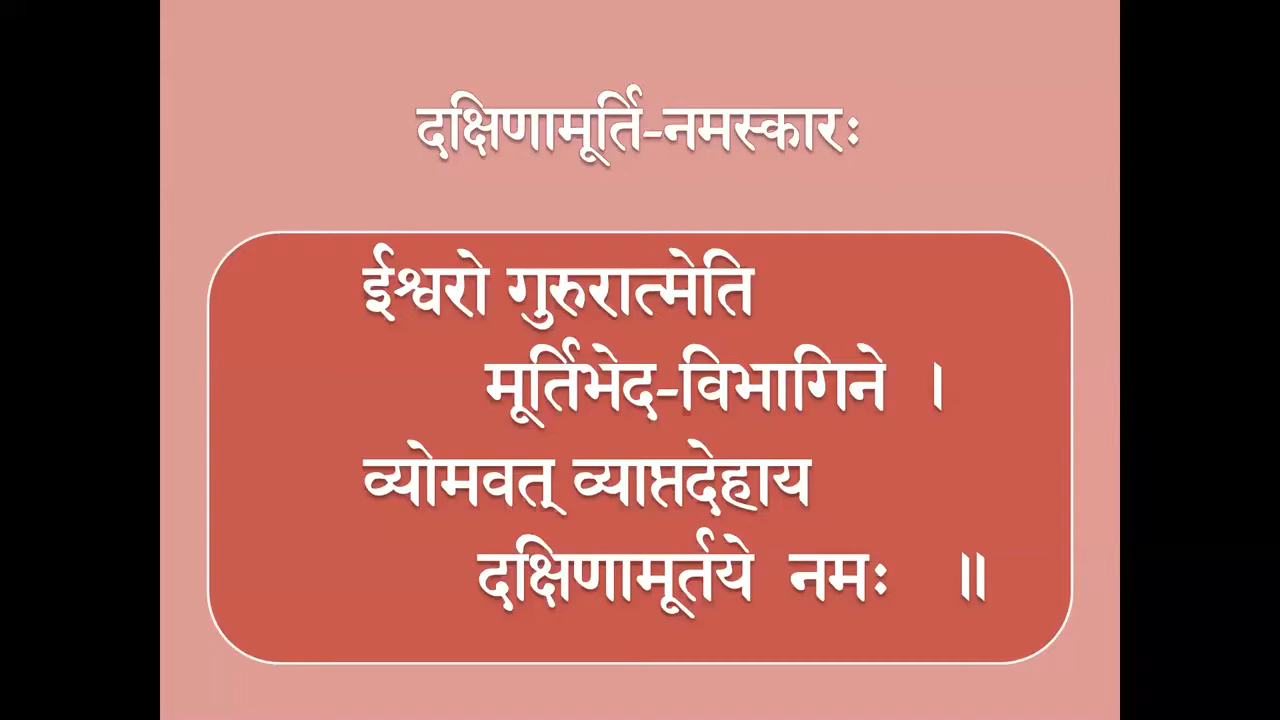 दक्षिणामूर्ति-नमस्कारः
ईश्वरो गुरुरात्मेति
मूर्तिभेद-विभागिने ।
व्योमवत् व्याप्तदेहाय
दक्षिणामूर्तये नमः ॥